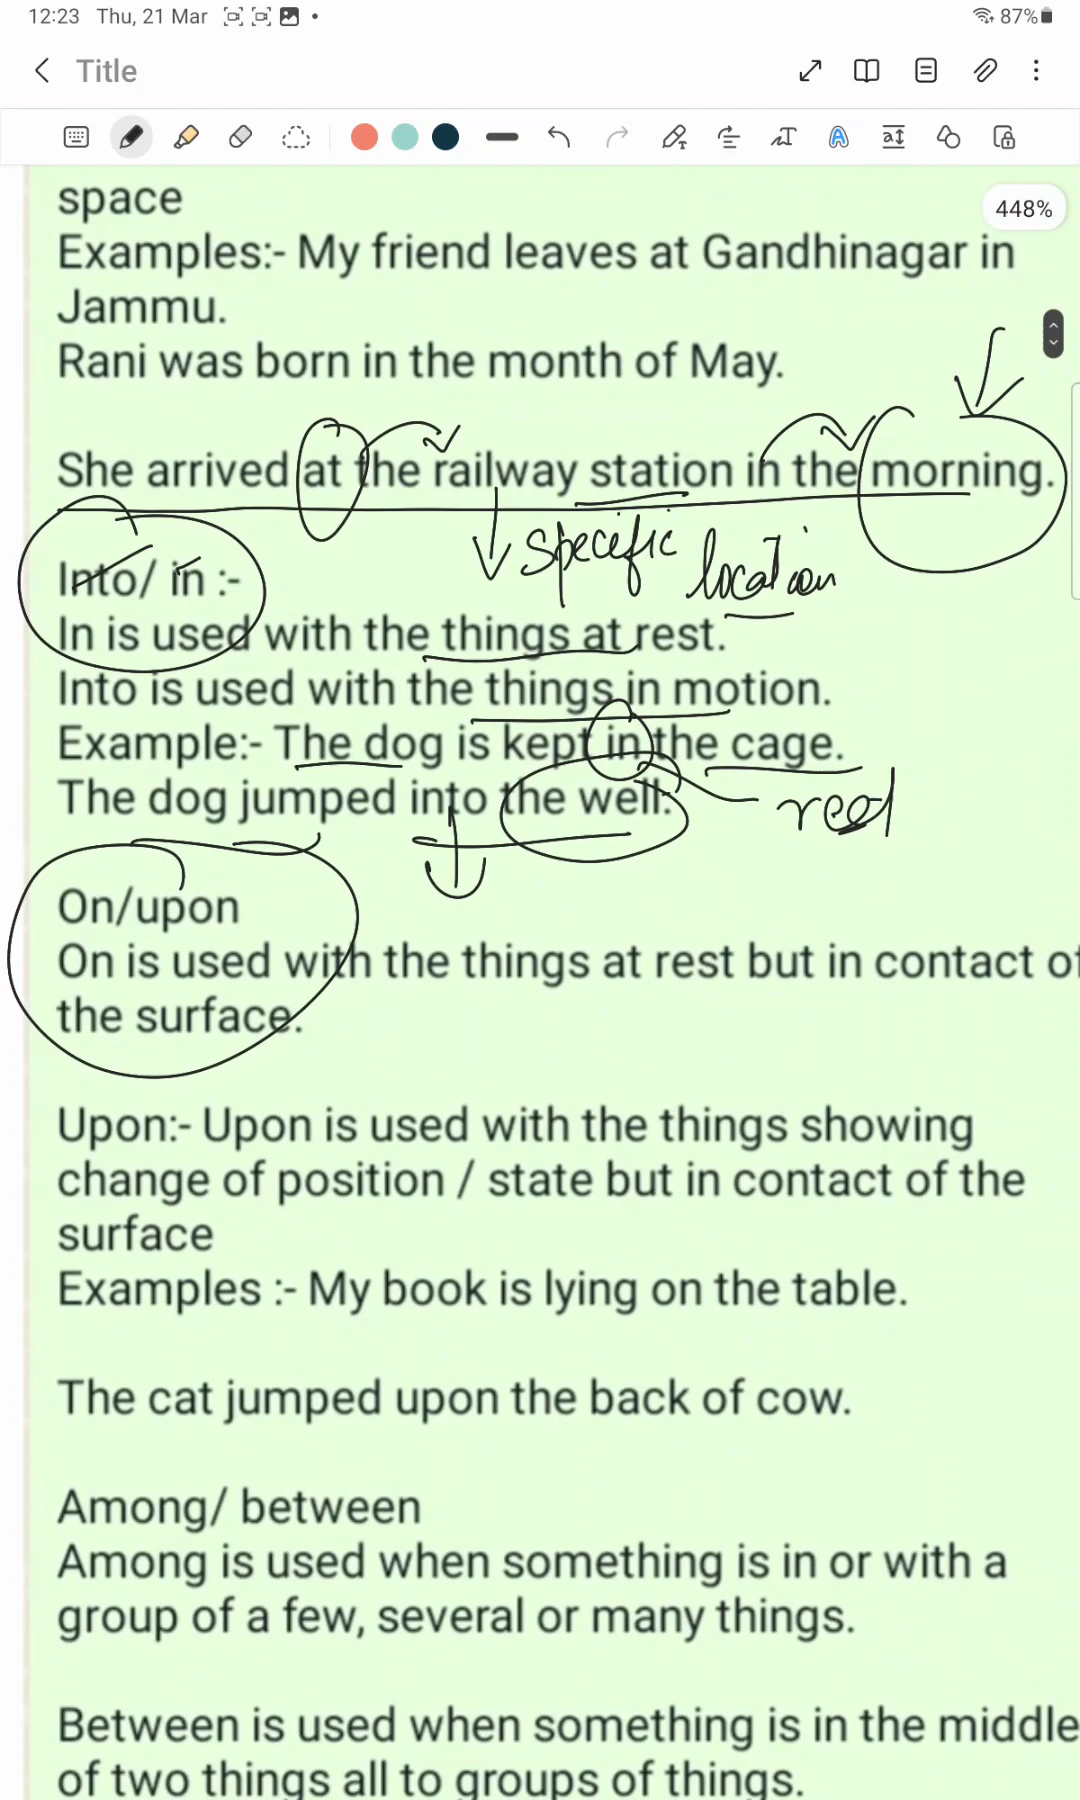 12:23 Thu, 21 Mar 87%
Title
448%
space
Examples:- My friend leaves at Gandhinagar in
Jammu.
Rani was born in the month of May.
She arrived at the railway station in the morning.
specific location
Into/ in :-
In is used with the things at rest.
Into is used with the things in motion.
Example:- The dog is kept in the cage.
The dog jumped into the well.
On/upon
On is used with the things at rest but in contact of
the surface.
Upon:- Upon is used with the things showing
change of position / state but in contact of the
surface
Examples :- My book is lying on the table.
The cat jumped upon the back of cow.
Among/ between
Among is used when something is in or with a
group of a few, several or many things.
Between is used when something is in the middle
of two things all to groups of things.